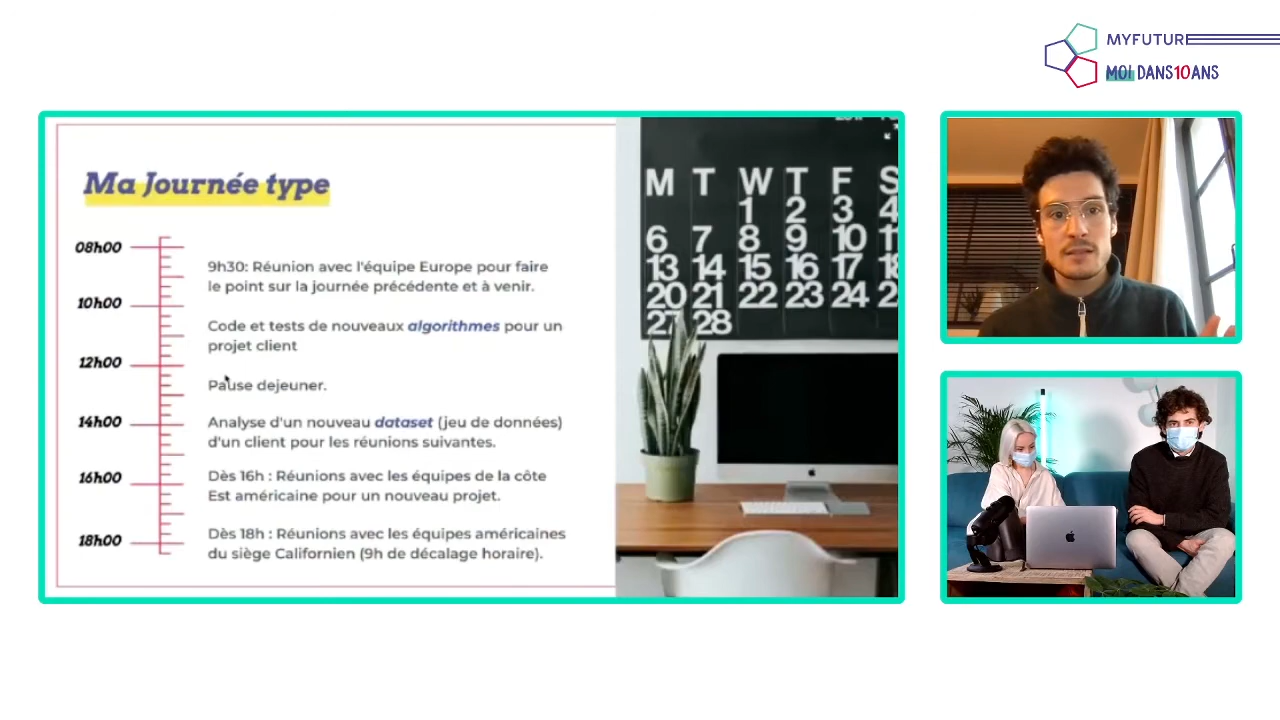 MYFUTUR
MOI DANS10ANS
Ma Journée type
08h00
9h30: Réunion avec l'équipe Europe pour faire
le point sur la journée précédente et à venir.
10h00
Code et tests de nouveaux algorithmes pour un
projet client
12h00
Pause dejeuner.
14h00
Analyse d'un nouveau dataset (jeu de données)
d'un client pour les réunions suivantes.
16h00
Dès 16h : Réunions avec les équipes de la côte
Est américaine pour un nouveau projet.
18h00
Dès 18h : Réunions avec les équipes américaines
du siège Californien (9h de décalage horaire).
M T W T F S
1 2 3 4
6 7 8 9 10
13 14 15 16 17
20 21 22 23 24
27 28